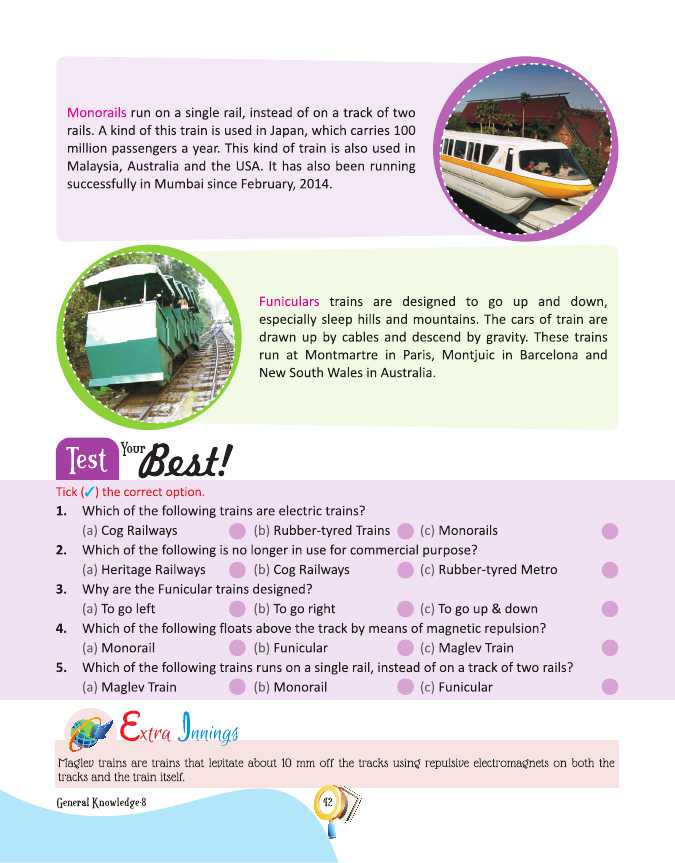 Monorails run on a single rail, instead of on a track of two
rails. A kind of this train is used in Japan, which carries 100
million passengers a year. This kind of train is also used in
Malaysia, Australia and the USA. It has also been running
successfully in Mumbai since February, 2014.
Funiculars trains are designed to go up and down,
especially sleep hills and mountains. The cars of train are
drawn up by cables and descend by gravity. These trains
run at Montmartre in Paris, Montjuic in Barcelona and
New South Wales in Australia.
Test Your Best!
Tick (✓) the correct option.
1. Which of the following trains are electric trains?
(a) Cog Railways (b) Rubber-tyred Trains (c) Monorails
2. Which of the following is no longer in use for commercial purpose?
(a) Heritage Railways (b) Cog Railways (c) Rubber-tyred Metro
3. Why are the Funicular trains designed?
(a) To go left (b) To go right (c) To go up & down
4. Which of the following floats above the track by means of magnetic repulsion?
(a) Monorail (b) Funicular (c) Maglev Train
5. Which of the following trains runs on a single rail, instead of on a track of two rails?
(a) Maglev Train (b) Monorail (c) Funicular
Extra Innings
Maglev trains are trains that levitate about 10 mm off the tracks using repulsive electromagnets on both the
tracks and the train itself.
General Knowledge-8
42